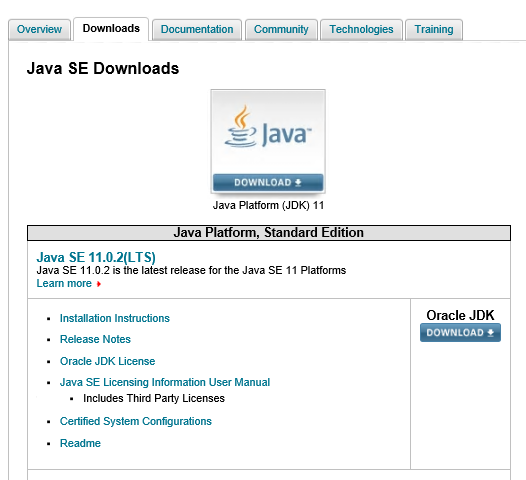 Overview Downloads Documentation Community Technologies Training
Java SE Downloads
Java™
DOWNLOAD
Java Platform (JDK) 11
Java Platform, Standard Edition
Java SE 11.0.2(LTS)
Java SE 11.0.2 is the latest release for the Java SE 11 Platforms
Learn more
Installation Instructions
Release Notes
Oracle JDK License
Java SE Licensing Information User Manual
Includes Third Party Licenses
Certified System Configurations
Readme
Oracle JDK
DOWNLOAD